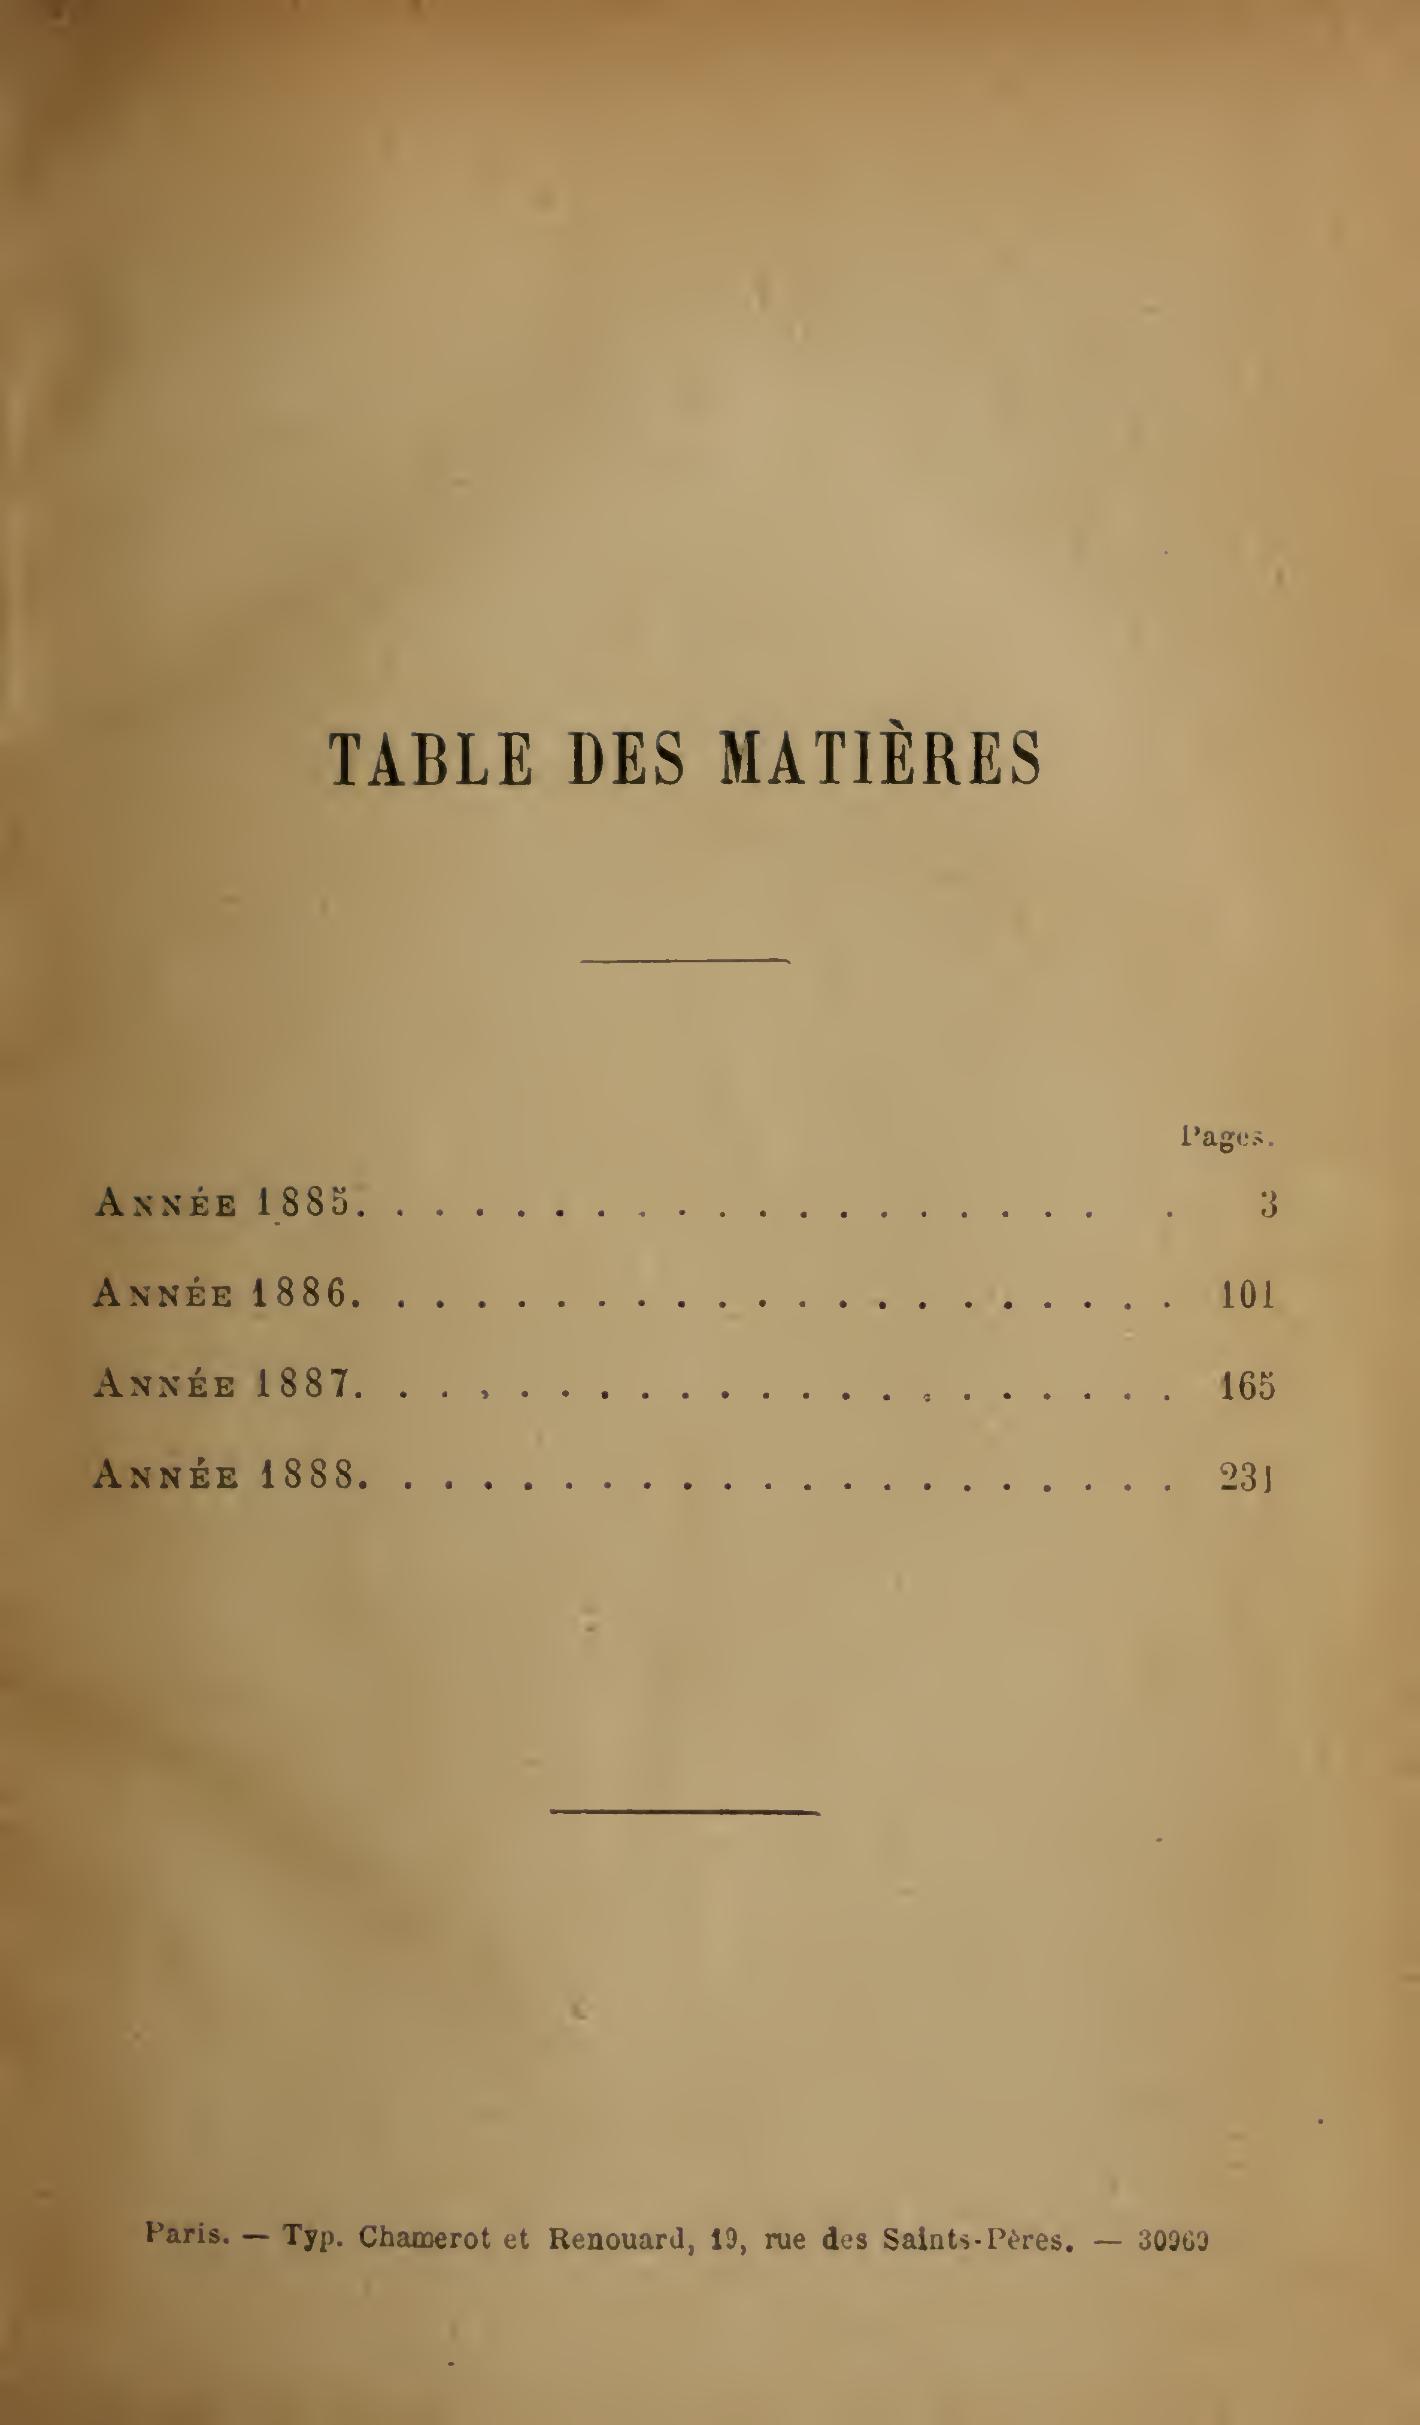 TABLE DES MATIÈRES
Pages.
ANNÉE 1885. . . . . . . . . . . . . . . . . . . . . 3
ANNÉE 1886. . . . . . . . . . . . . . . . . . . . . 101
ANNÉE 1887. . . . . . . . . . . . . . . . . . . . . 165
ANNÉE 1888. . . . . . . . . . . . . . . . . . . . . 231
Paris. — Typ. Chamerot et Renouard, 19, rue des Saints-Pères. — 30969